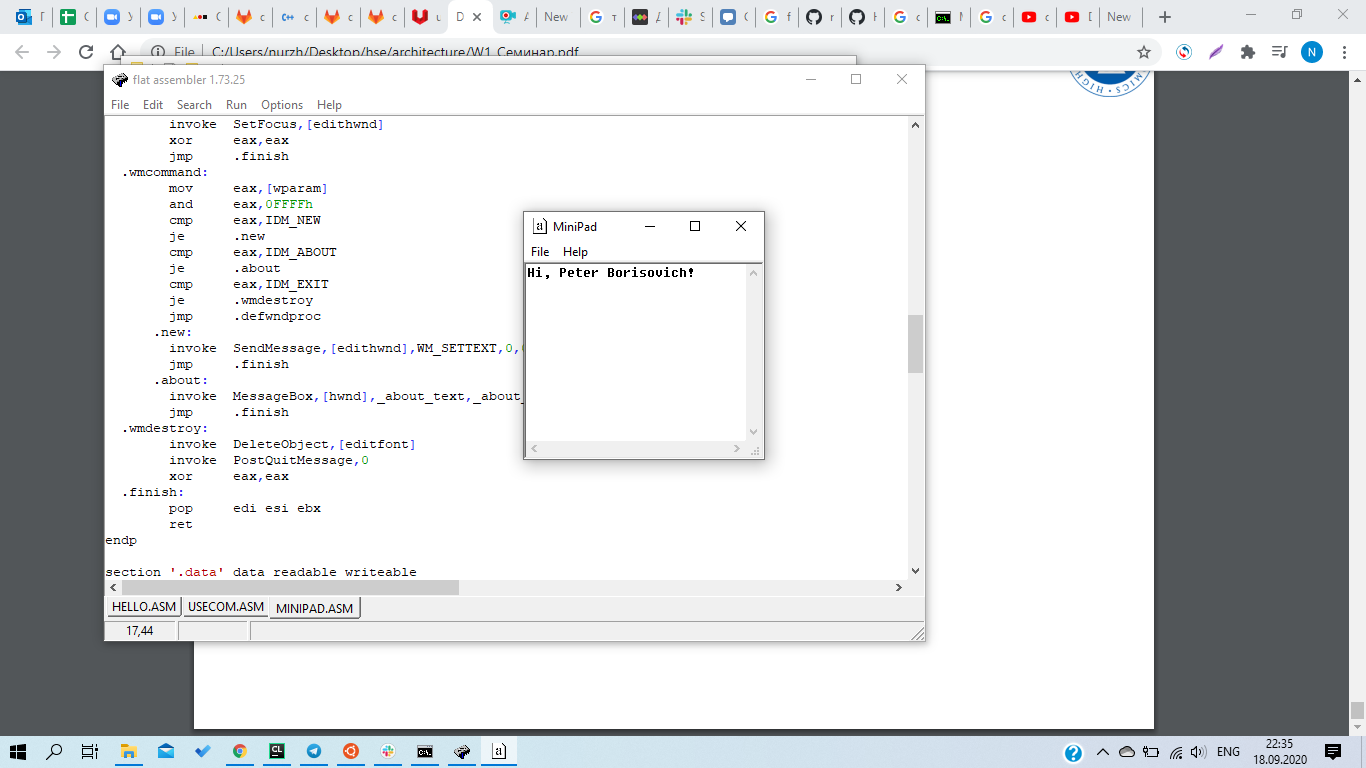 New
New
File
C:/Users/nurzh/Desktop/hse/architecture/W1_Семинар.pdf
N
MICS • HIGH
flat assembler 1.73.25
File Edit Search Run Options Help
invoke SetFocus,[edithwnd]
xor eax,eax
jmp .finish
.wmcommand:
mov eax,[wparam]
and eax,0FFFFh
cmp eax,IDM_NEW
je .new
cmp eax,IDM_ABOUT
je .about
cmp eax,IDM_EXIT
je .wmdestroy
jmp .defwndproc
.new:
invoke SendMessage,[edithwnd],WM_SETTEXT,0,
jmp .finish
.about:
invoke MessageBox,[hwnd],_about_text,_about_
jmp .finish
.wmdestroy:
invoke DeleteObject,[editfont]
invoke PostQuitMessage,0
xor eax,eax
.finish:
pop edi esi ebx
ret
endp
section '.data' data readable writeable
HELLO.ASM USECOM.ASM MINIPAD.ASM
17,44
MiniPad
File Help
Hi, Peter Borisovich!
ENG
22:35
18.09.2020